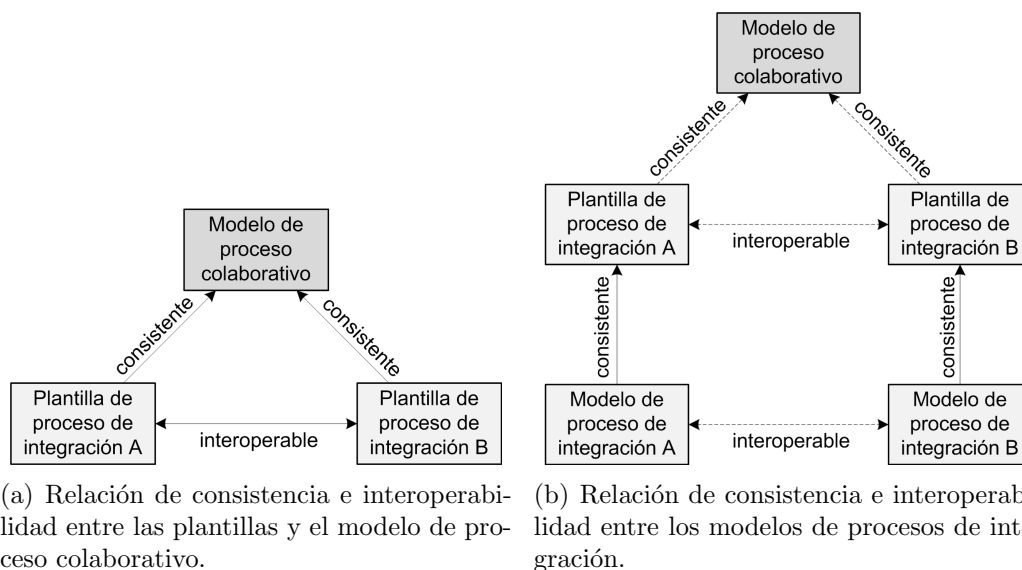 Modelo de
proceso
colaborativo
consistente
consistente
Plantilla de
proceso de
integración A
interoperable
Plantilla de
proceso de
integración B
(a) Relación de consistencia e interoperabi-
lidad entre las plantillas y el modelo de pro-
ceso colaborativo.
Modelo de
proceso
colaborativo
consistente
consistente
Plantilla de
proceso de
integración A
interoperable
Plantilla de
proceso de
integración B
consistente
consistente
Modelo de
proceso de
integración A
interoperable
Modelo de
proceso de
integración B
(b) Relación de consistencia e interoperab
lidad entre los modelos de procesos de int
gración.